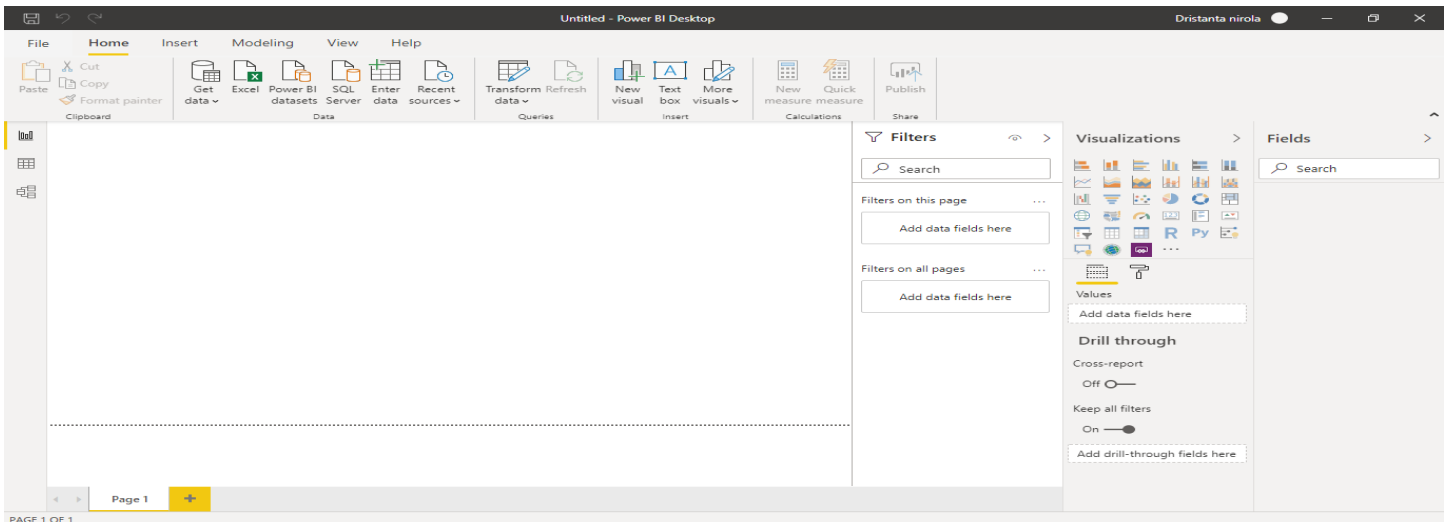 Untitled - Power BI Desktop
Dristanta nirola
File Home Insert Modeling View Help
Paste
Cut
Copy
Format painter
Clipboard
Get data
Excel
Power BI datasets
SQL Server
Enter data
Recent sources
Data
Transform data
Refresh
Queries
New visual
Text box
More visuals
Insert
New measure
Quick measure
Calculations
Publish
Share
Filters
Search
Filters on this page ...
Add data fields here
Filters on all pages ...
Add data fields here
Visualizations
123
R Py
...
Values
Add data fields here
Drill through
Cross-report
Off
Keep all filters
On
Add drill-through fields here
Fields
Search
Page 1
PAGE 1 OF 1